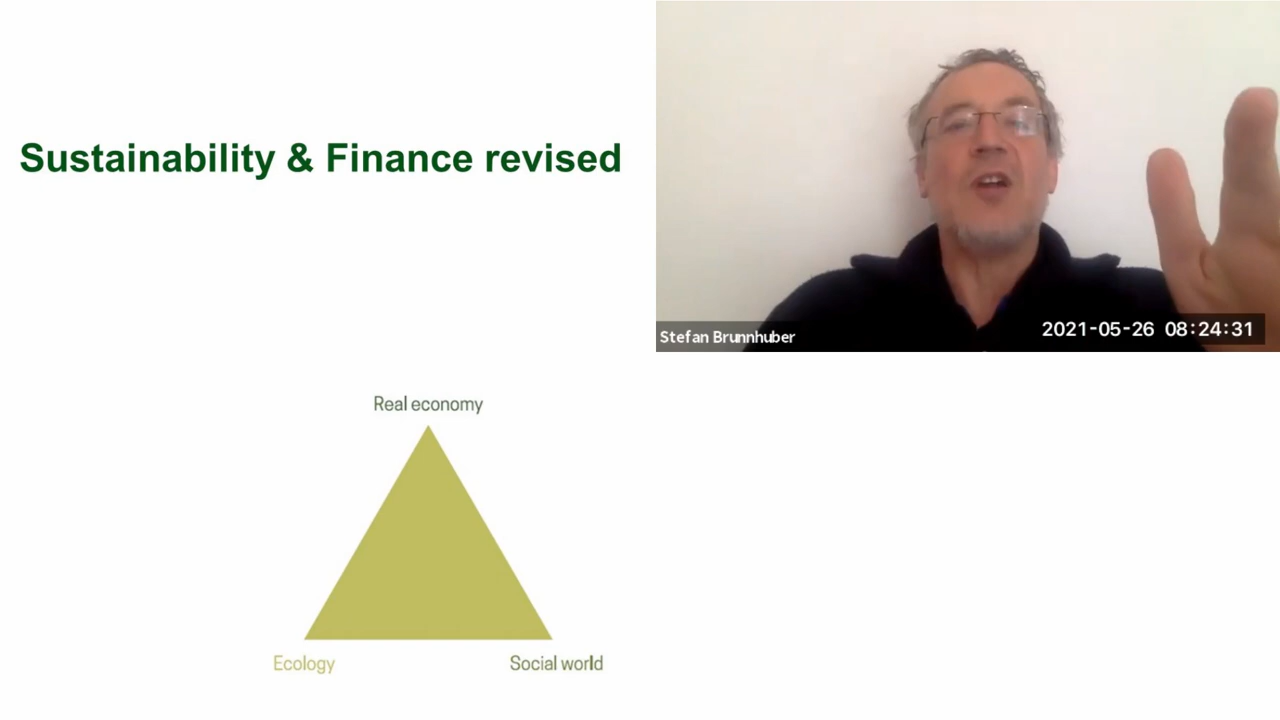 Sustainability & Finance revised
Stefan Brunnhuber
2021-05-26 08:24:31
Real economy
Ecology
Social world